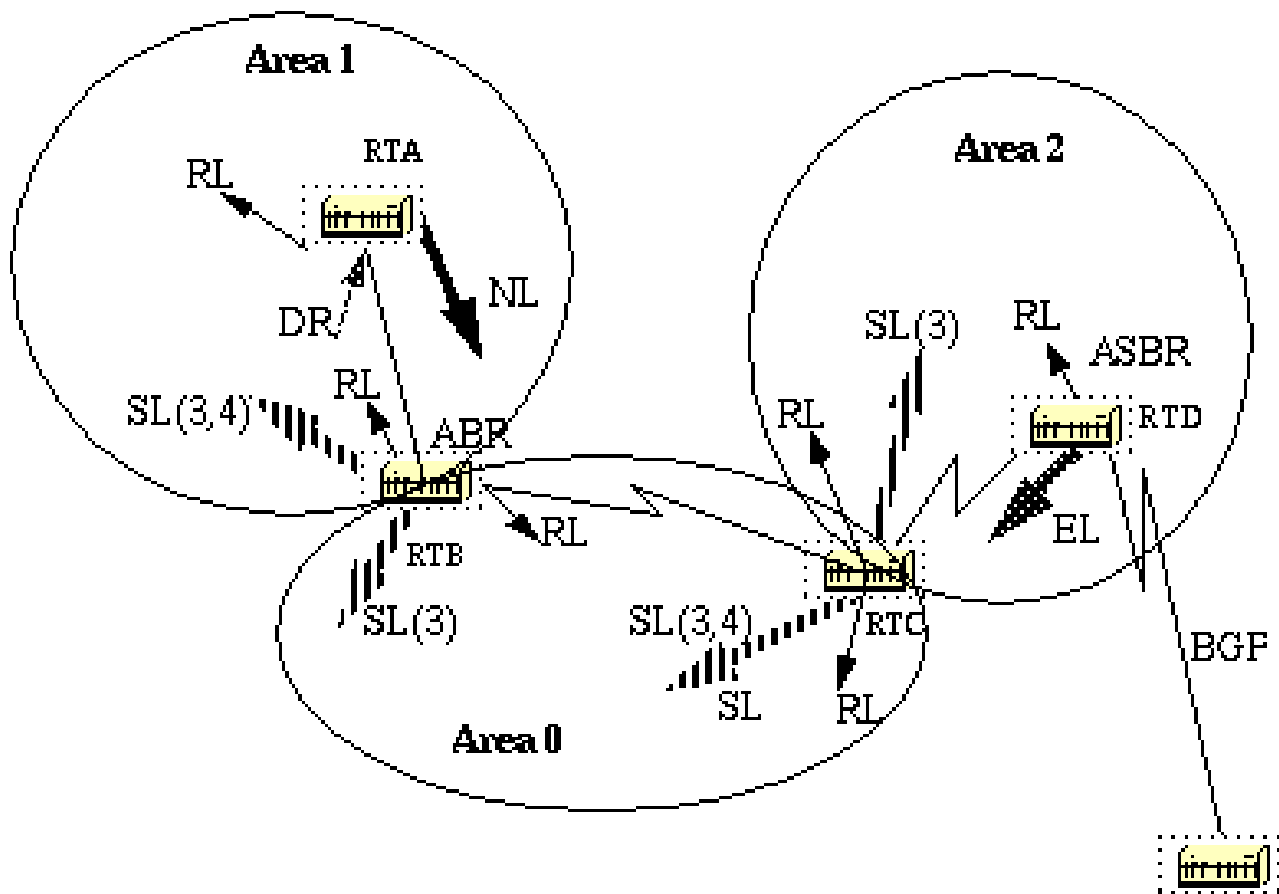 Area 1
RTA
RL
NL
DR
RL
SL(3,4)
ABR
RL
RTB
SL(3)
Area 2
SL(3)
RL
ASBR
RL
RTD
EL
SL(3,4)
RTC
SL
RL
Area 0
BGP